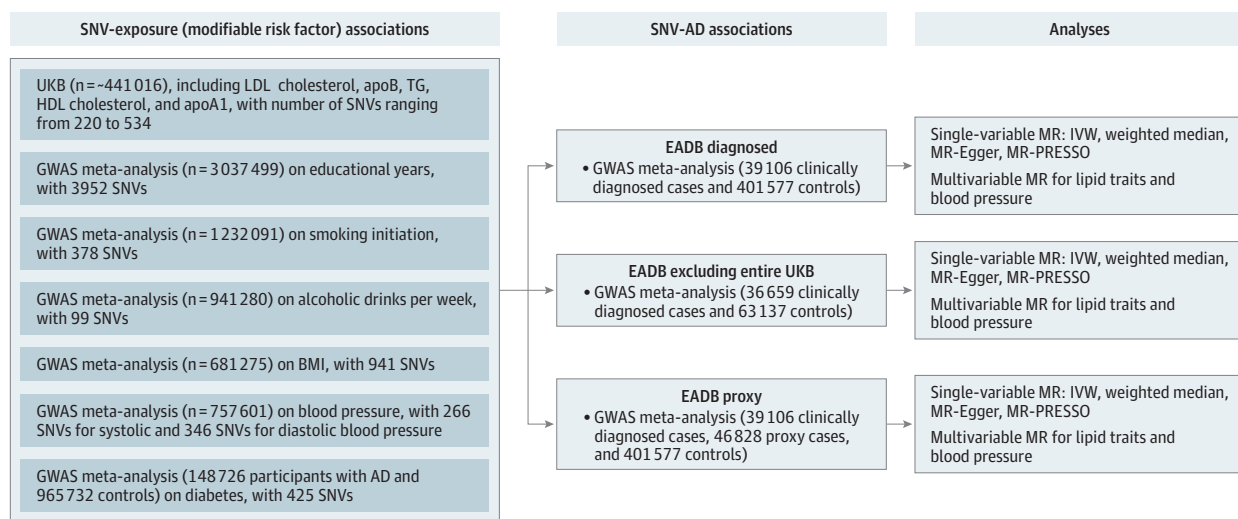 SNV-exposure (modifiable risk factor) associations
UKB (n=~441 016), including LDL cholesterol, apoB, TG,
HDL cholesterol, and apoA1, with number of SNVs ranging
from 220 to 534
GWAS meta-analysis (n=3 037 499) on educational years,
with 3952 SNVs
GWAS meta-analysis (n=1 232 091) on smoking initiation,
with 378 SNVs
GWAS meta-analysis (n=941 280) on alcoholic drinks per week,
with 99 SNVs
GWAS meta-analysis (n=681 275) on BMI, with 941 SNVs
GWAS meta-analysis (n=757 601) on blood pressure, with 266
SNVs for systolic and 346 SNVs for diastolic blood pressure
GWAS meta-analysis (148 726 participants with AD and
965 732 controls) on diabetes, with 425 SNVs
SNV-AD associations
EADB diagnosed
• GWAS meta-analysis (39 106 clinically
diagnosed cases and 401 577 controls)
EADB excluding entire UKB
• GWAS meta-analysis (36 659 clinically
diagnosed cases and 63 137 controls)
EADB proxy
• GWAS meta-analysis (39 106 clinically
diagnosed cases, 46 828 proxy cases,
and 401 577 controls)
Analyses
Single-variable MR: IVW, weighted median,
MR-Egger, MR-PRESSO
Multivariable MR for lipid traits and
blood pressure
Single-variable MR: IVW, weighted median,
MR-Egger, MR-PRESSO
Multivariable MR for lipid traits and
blood pressure
Single-variable MR: IVW, weighted median,
MR-Egger, MR-PRESSO
Multivariable MR for lipid traits and
blood pressure